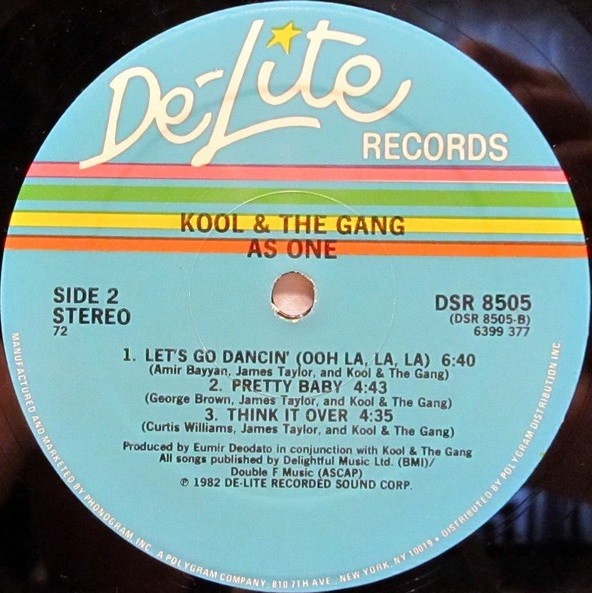 De-Lite
RECORDS
KOOL & THE GANG
AS ONE
SIDE 2
STEREO
72
DSR 8505
(DSR 8505-B)
6399 377
1. LET'S GO DANCIN' (OOH LA, LA, LA) 6:40
(Amir Bayyan, James Taylor, and Kool & The Gang)
2. PRETTY BABY 4:43
(George Brown, James Taylor, and Kool & The Gang)
3. THINK IT OVER 4:35
(Curtis Williams, James Taylor, and Kool & The Gang)
Produced by Eumir Deodato in conjunction with Kool & The Gang
All songs published by Delightful Music Ltd. (BMI)/
Double F Music (ASCAP)
℗ 1982 DE-LITE RECORDED SOUND CORP.
MANUFACTURED AND MARKETED BY PHONOGRAM, INC. A POLYGRAM COMPANY, 810 7TH AVE., NEW YORK, NY 10019 • DISTRIBUTED BY POLYGRAM DISTRIBUTION INC